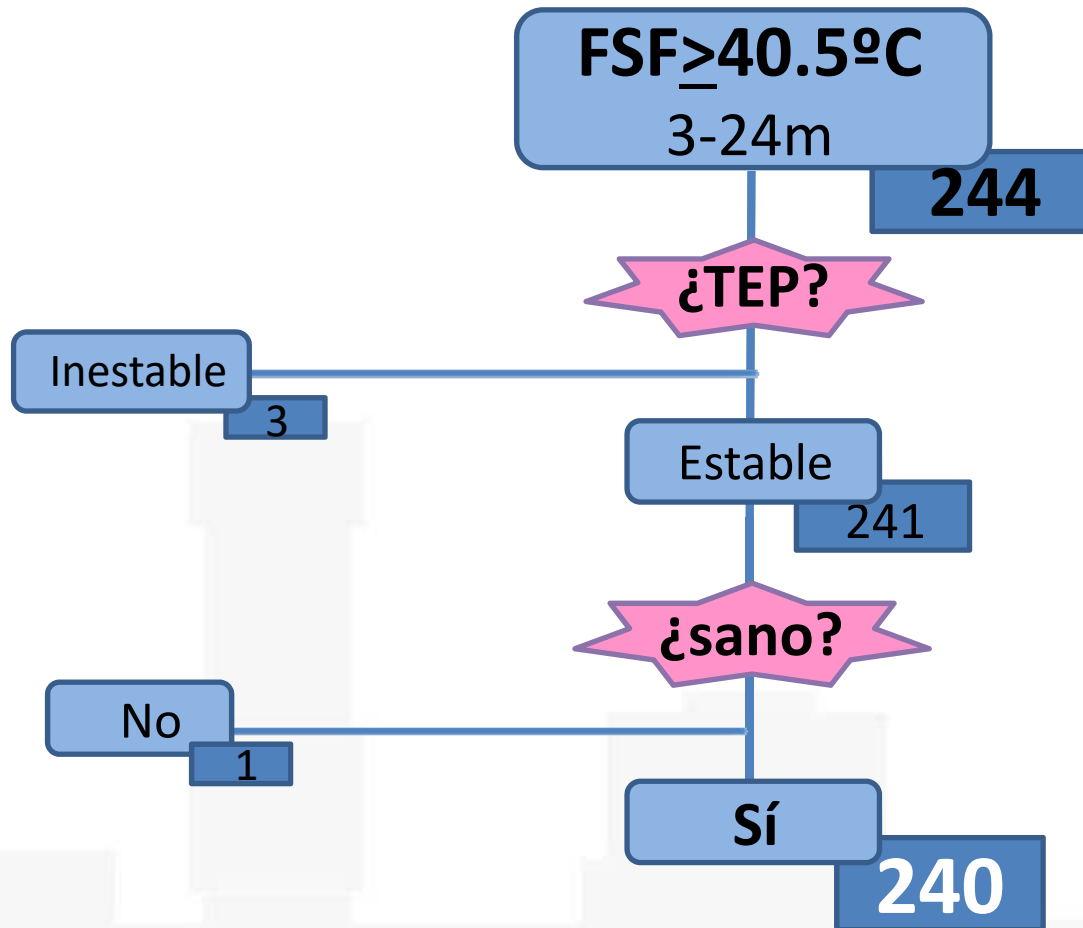 FSF≥40.5ºC
3-24m
244
¿TEP?
Inestable
3
Estable
241
¿sano?
No
1
Sí
240